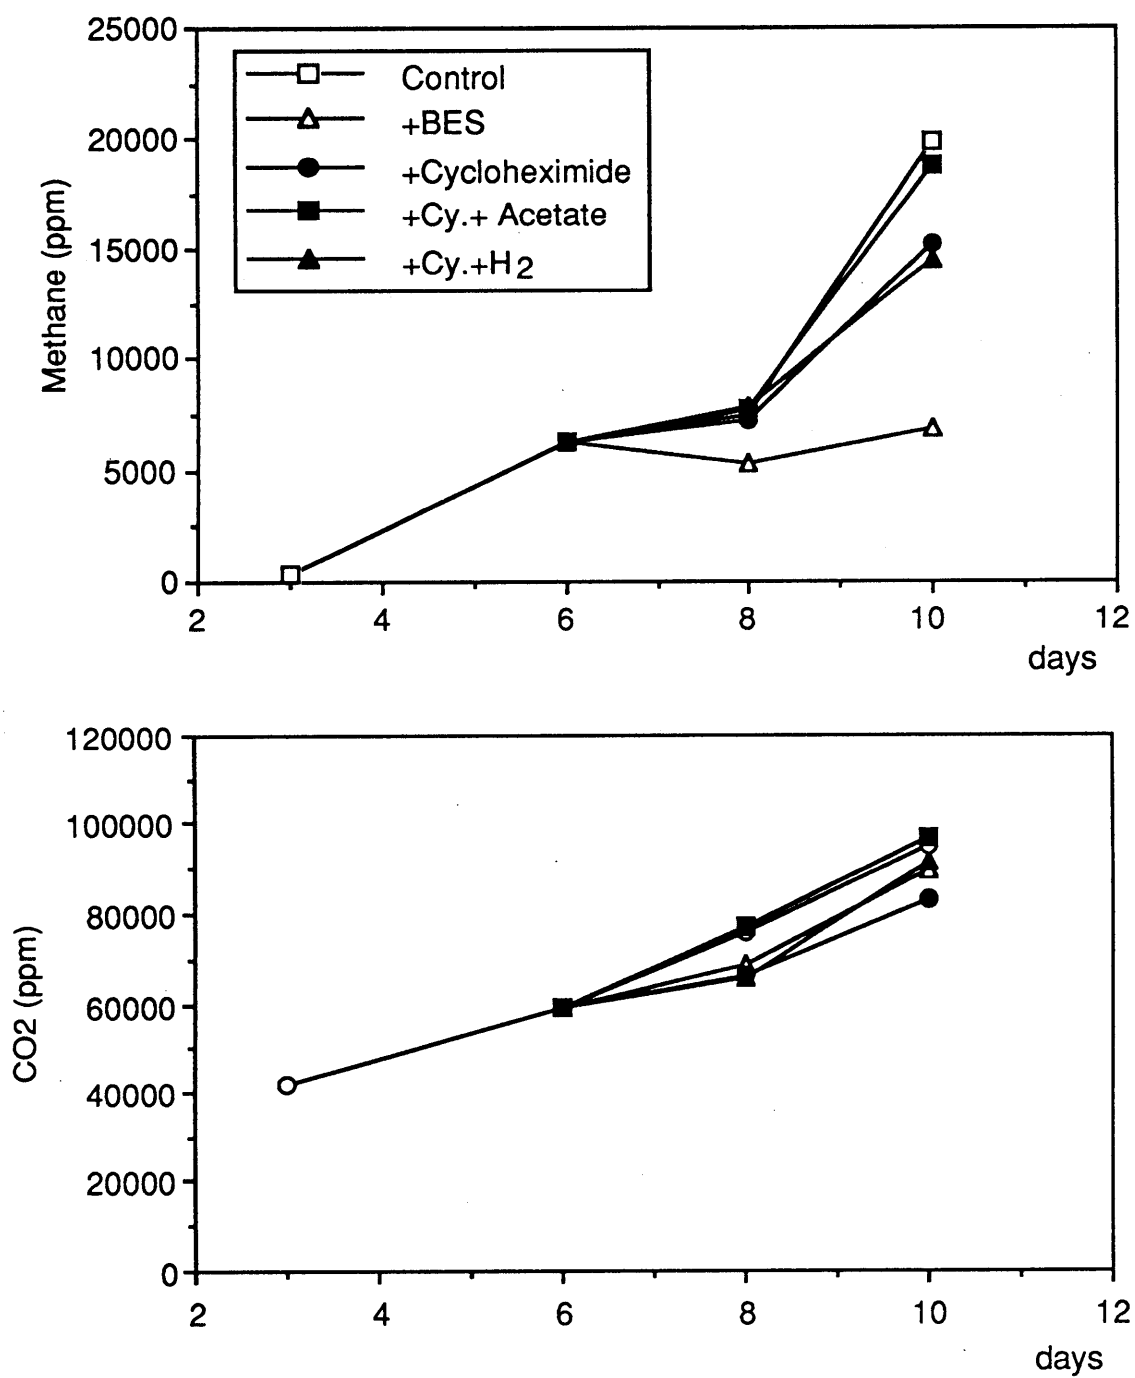 25000
20000
15000
10000
5000
0
Methane (ppm)
Control
+BES
+Cycloheximide
+Cy.+ Acetate
+Cy.+H2
2 4 6 8 10 12
days
120000
100000
80000
60000
40000
20000
0
CO2 (ppm)
2 4 6 8 10 12
days